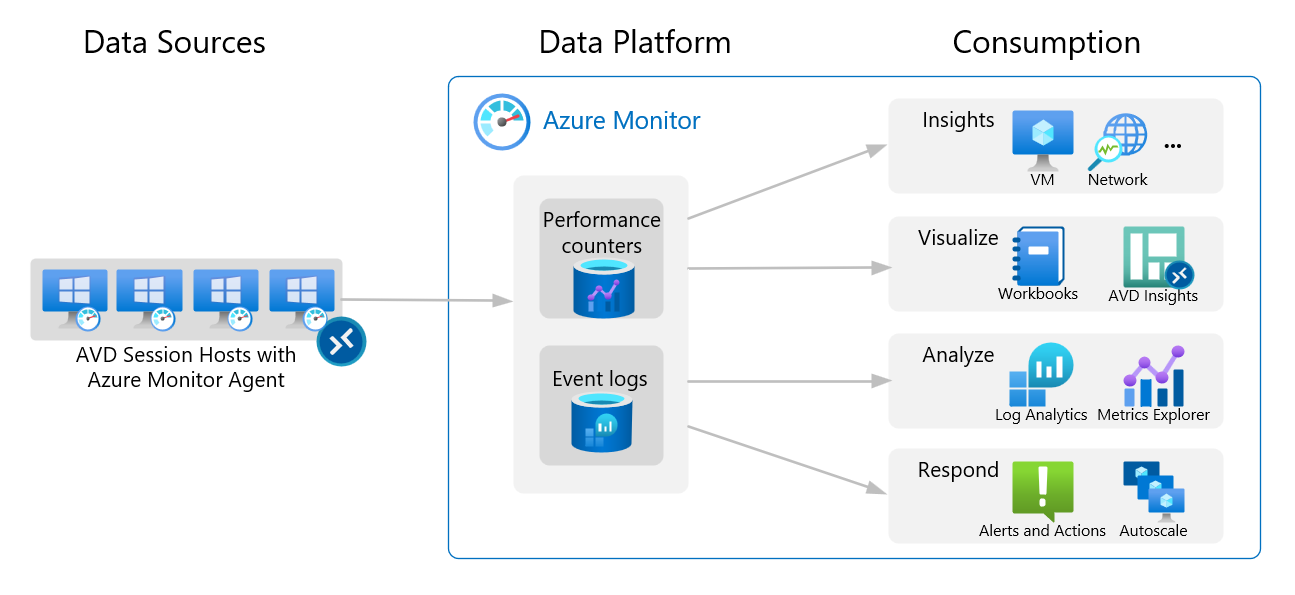 Data Sources
Data Platform
Consumption
Azure Monitor
AVD Session Hosts with
Azure Monitor Agent
Performance
counters
Event logs
Insights
VM
Network
...
Visualize
Workbooks
AVD Insights
Analyze
Log Analytics
Metrics Explorer
Respond
Alerts and Actions
Autoscale